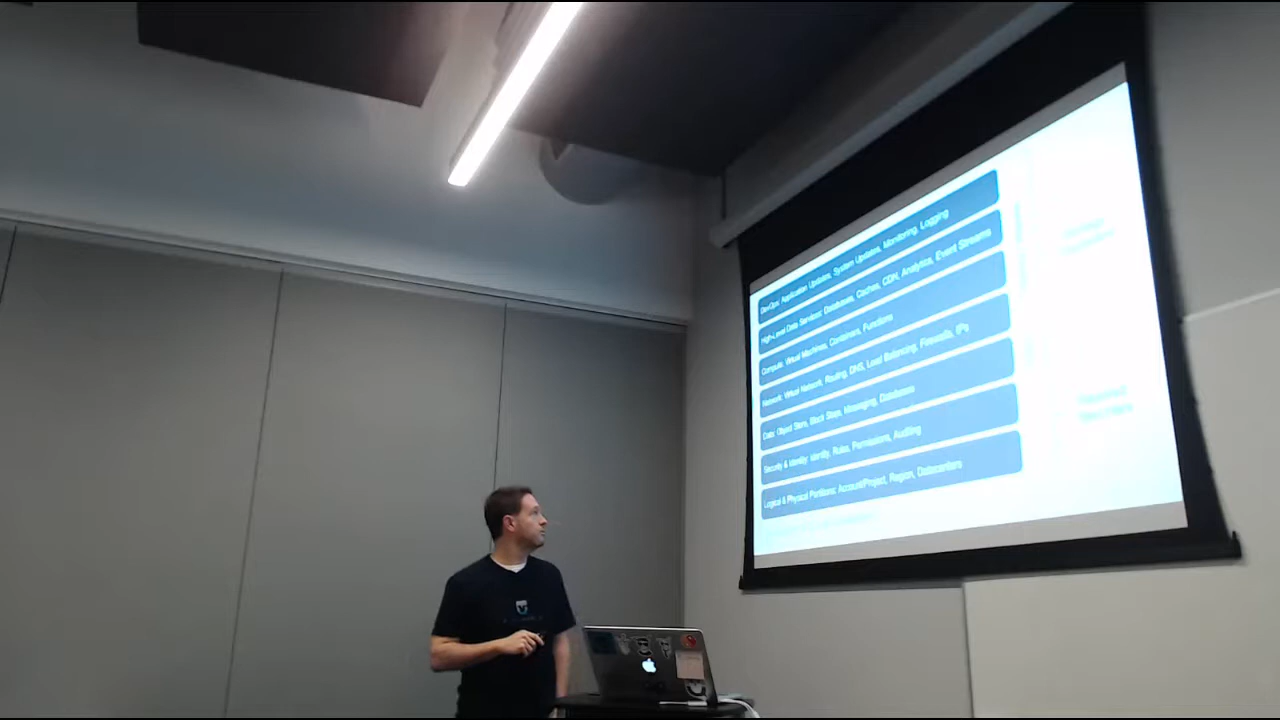 DevOps: Application Updates, System Updates, Monitoring, Logging
High-Level Data Services: Databases, Caches, CDN, Analytics, Event Streams
Compute: Virtual Machines, Containers, Functions
Network: Virtual Network, Routing, DNS, Load Balancing, Firewalls, IPs
Data: Object Store, Block Store, Messaging, Databases
Security & Identity: Identity, Roles, Permissions, Auditing
Logical & Physical Partitions: Account/Project, Region, Datacenters